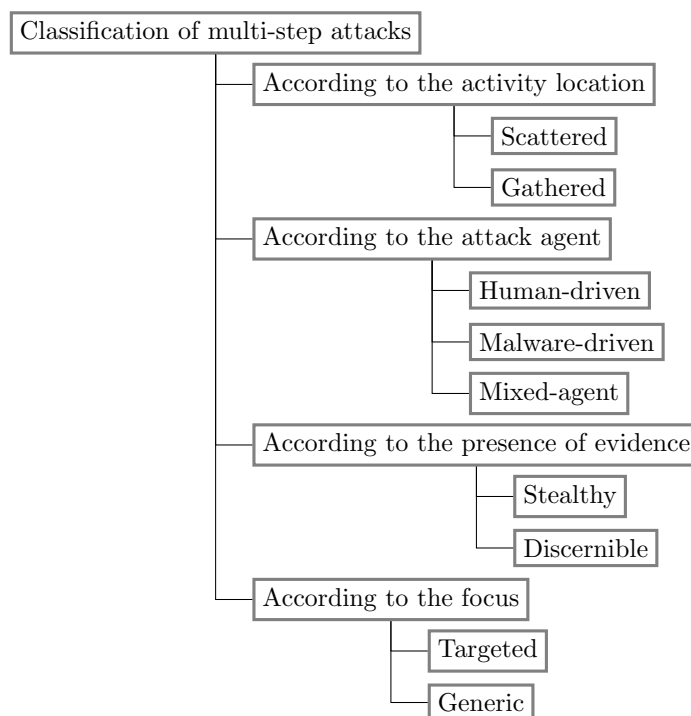 Classification of multi-step attacks
According to the activity location
Scattered
Gathered
According to the attack agent
Human-driven
Malware-driven
Mixed-agent
According to the presence of evidence
Stealthy
Discernible
According to the focus
Targeted
Generic